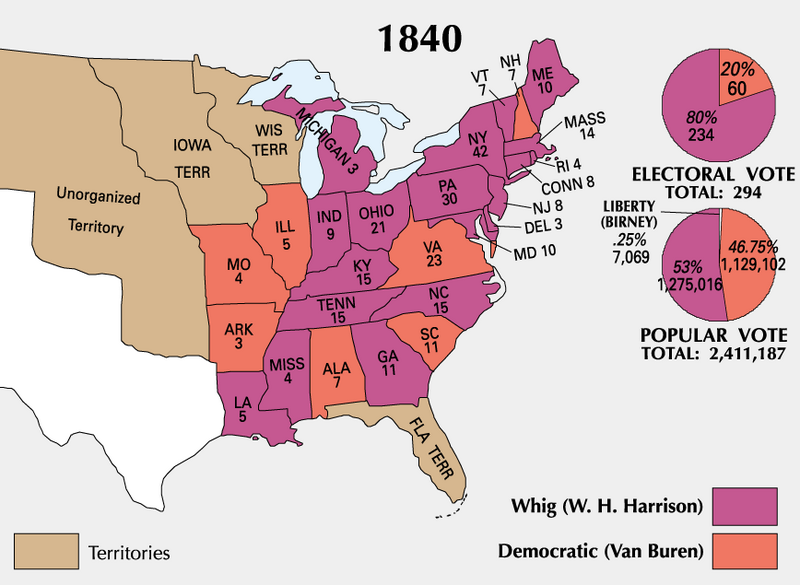 1840
NH
7
VT
7
ME
10
MASS
14
RI 4
CONN 8
NJ 8
DEL 3
MD 10
NY
42
PA
30
MICHIGAN 3
WIS
TERR
IOWA
TERR
Unorganized
Territory
ILL
5
IND
9
OHIO
21
VA
23
MO
4
KY
15
TENN
15
NC
15
ARK
3
SC
11
MISS
4
ALA
7
GA
11
LA
5
FLA TERR
20%
60
80%
234
ELECTORAL VOTE
TOTAL: 294
LIBERTY
(BIRNEY)
.25%
7,069
46.75%
1,129,102
53%
1,275,016
POPULAR VOTE
TOTAL: 2,411,187
Whig (W. H. Harrison)
Democratic (Van Buren)
Territories